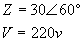 Z = 30∠60°
V = 220v